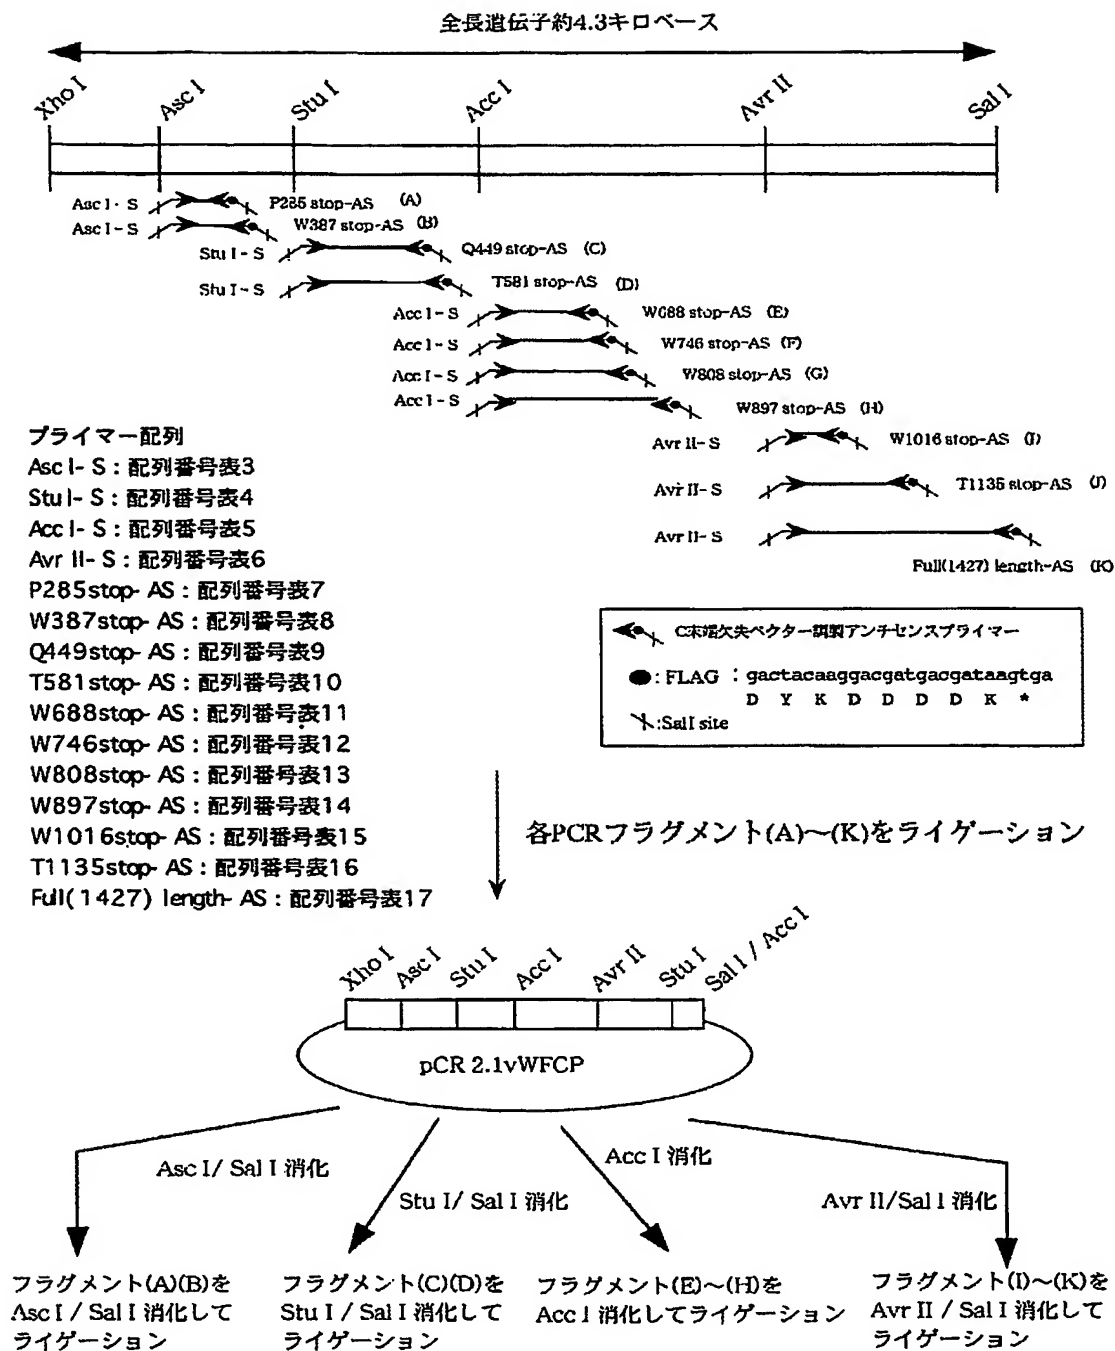 全長遺伝子約4.3キロベース
Xho I
Asc I
Stu I
Acc I
Avr II
Sal I
Asc I - S
P285 stop-AS (A)
Asc I - S
W387 stop-AS (B)
Stu I - S
Q449 stop-AS (C)
Stu I - S
T581 stop-AS (D)
Acc I - S
W688 stop-AS (E)
Acc I - S
W746 stop-AS (F)
Acc I - S
W808 stop-AS (G)
Acc I - S
W897 stop-AS (H)
Avr II- S
W1016 stop-AS (I)
Avr II- S
T1135 stop-AS (J)
Avr II- S
Full(1427) length-AS (K)
プライマー配列
Asc I- S : 配列番号表3
Stu I- S : 配列番号表4
Acc I- S : 配列番号表5
Avr II- S : 配列番号表6
P285stop- AS : 配列番号表7
W387stop- AS : 配列番号表8
Q449stop- AS : 配列番号表9
T581stop- AS : 配列番号表10
W688stop- AS : 配列番号表11
W746stop- AS : 配列番号表12
W808stop- AS : 配列番号表13
W897stop- AS : 配列番号表14
W1016stop- AS : 配列番号表15
T1135stop- AS : 配列番号表16
Full(1427) length- AS : 配列番号表17
C末端欠失ベクター調製アンチセンスプライマー
: FLAG : gactacaaggacgatgacgataagtga
D Y K D D D D K *
:Sal I site
各PCRフラグメント(A)～(K)をライゲーション
Xho I
Asc I
Stu I
Acc I
Avr II
Stu I
Sal I / Acc I
pCR 2.1vWFCP
Asc I/ Sal I 消化
Stu I/ Sal I 消化
Acc I 消化
Avr II/Sal I 消化
フラグメント(A)(B)を
Asc I / Sal I 消化して
ライゲーション
フラグメント(C)(D)を
Stu I / Sal I 消化して
ライゲーション
フラグメント(E)～(H)を
Acc I 消化してライゲーション
フラグメント(I)～(K)を
Avr II / Sal I 消化して
ライゲーション